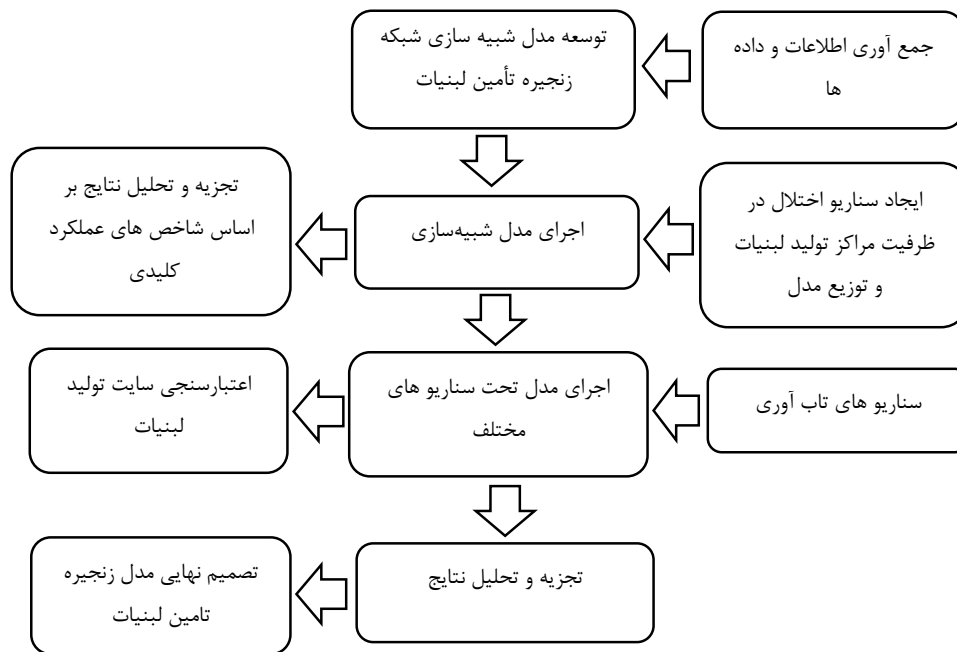 جمع آوری اطلاعات و داده
ها
توسعه مدل شبیه سازی شبکه
زنجیره تأمین لبنیات
ایجاد سناریو اختلال در
ظرفیت مراکز تولید لبنیات
و توزیع مدل
اجرای مدل شبیه‌سازی
تجزیه و تحلیل نتایج بر
اساس شاخص های عملکرد
کلیدی
سناریو های تاب آوری
اجرای مدل تحت سناریو های
مختلف
اعتبارسنجی سایت تولید
لبنیات
تجزیه و تحلیل نتایج
تصمیم نهایی مدل زنجیره
تامین لبنیات